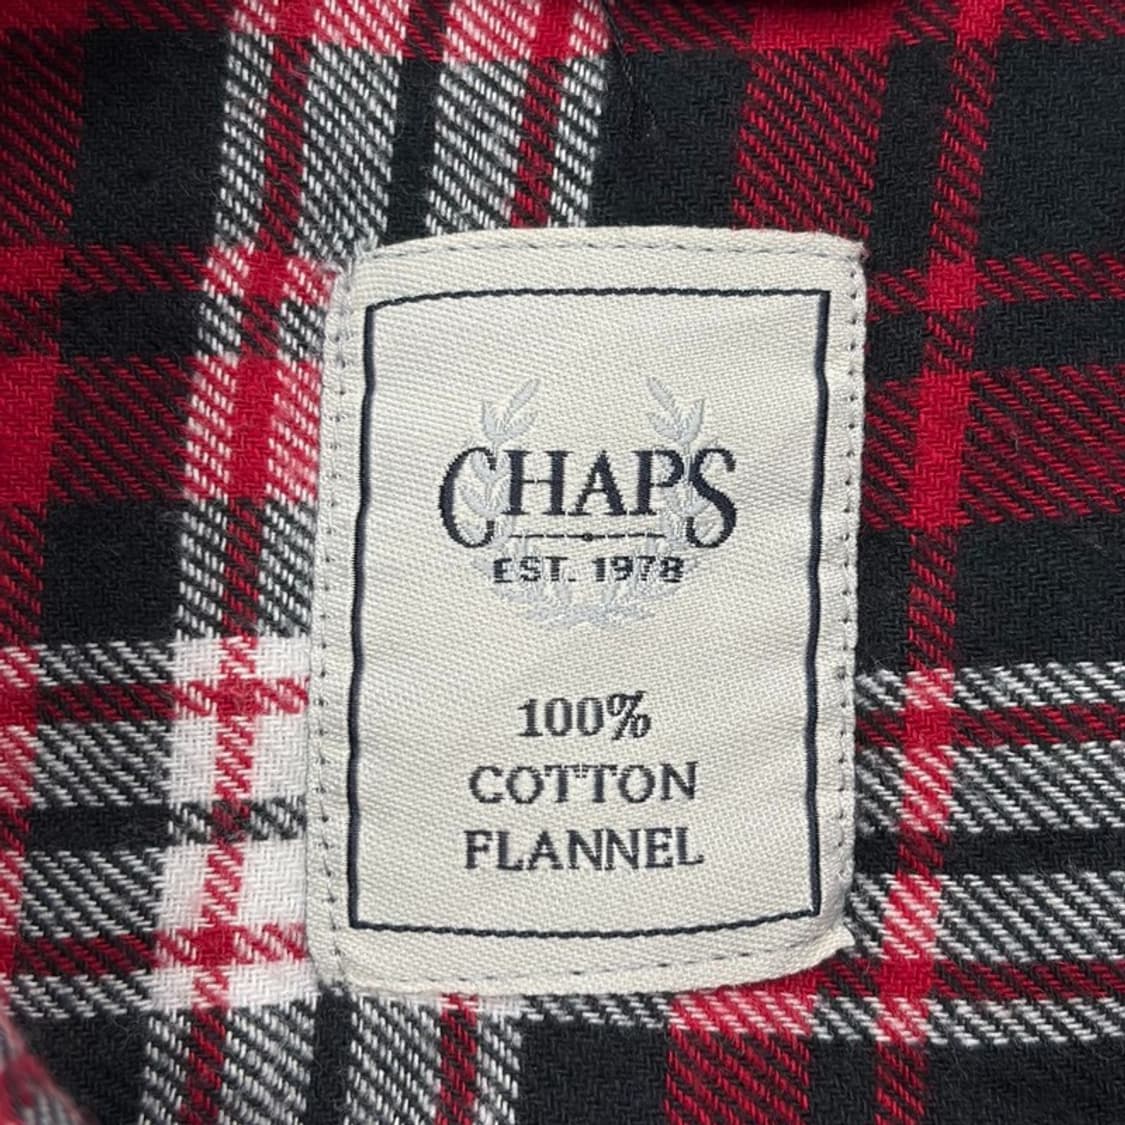 CHAPS
EST. 1978
100%
COTTON
FLANNEL